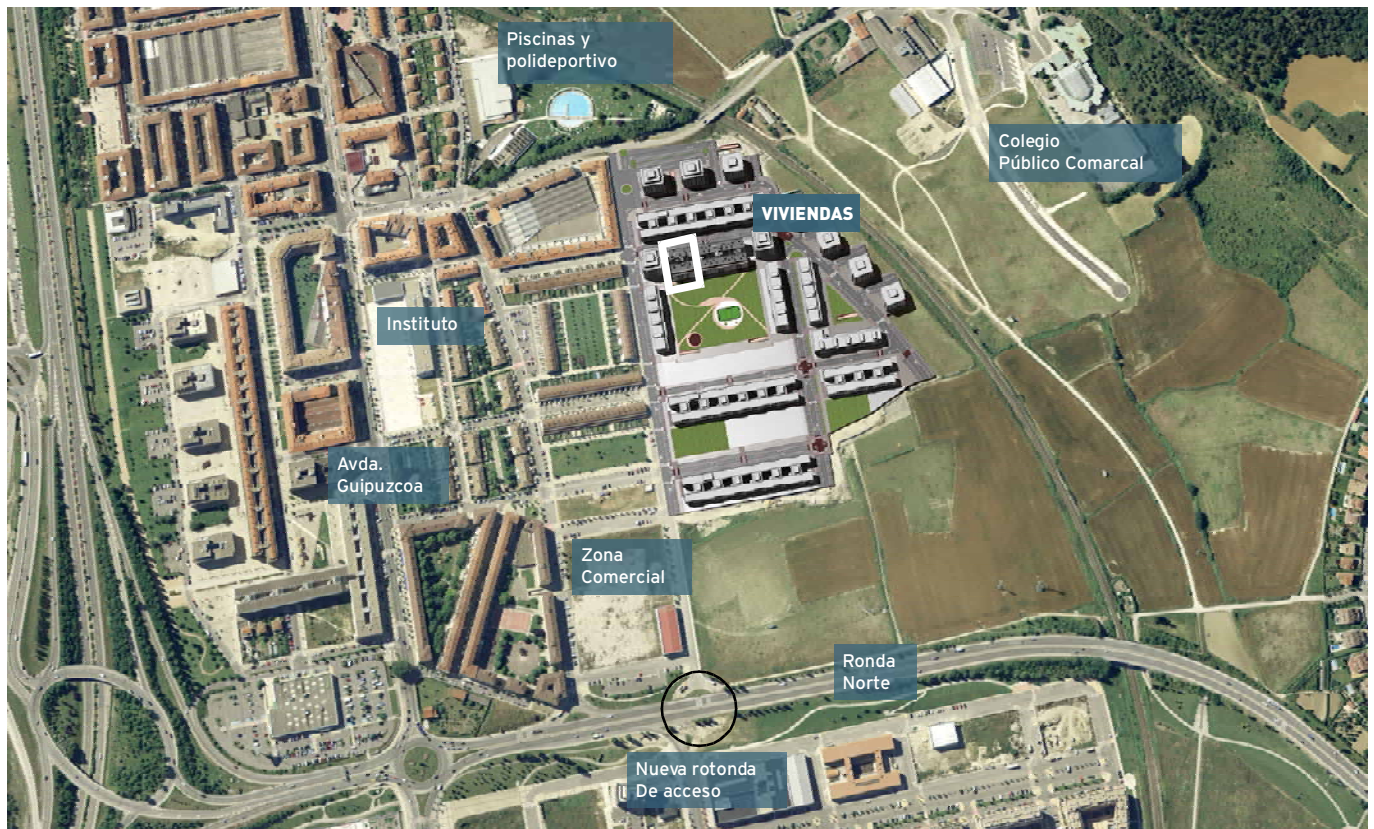 Piscinas y
polideportivo
Colegio
Público Comarcal
VIVIENDAS
Instituto
Avda.
Guipuzcoa
Zona
Comercial
Ronda
Norte
Nueva rotonda
De acceso